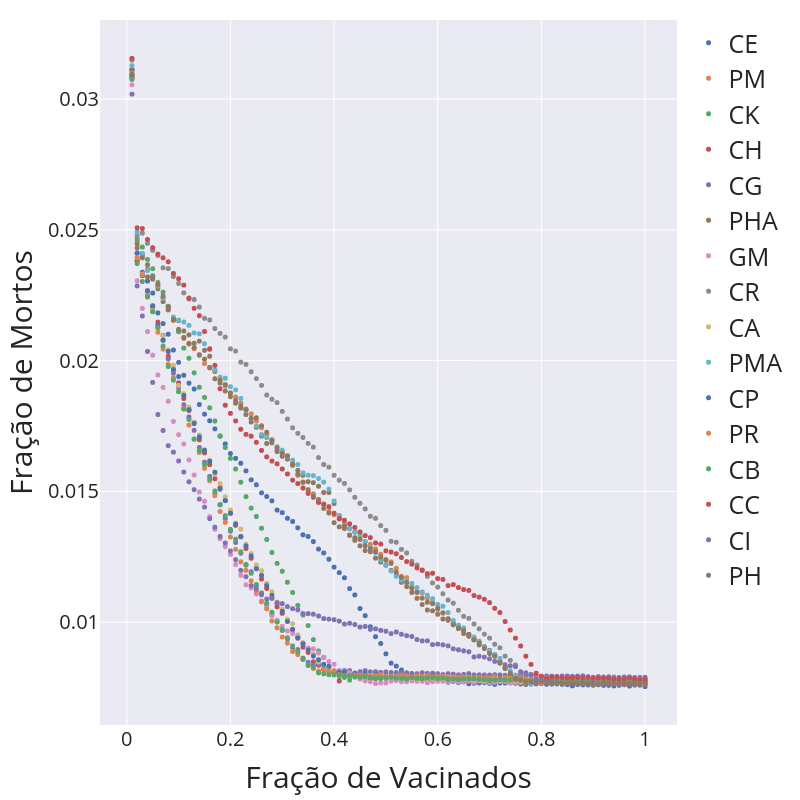 Fração de Mortos
0.03
0.025
0.02
0.015
0.01
0
0.2
0.4
0.6
0.8
1
Fração de Vacinados
CE
PM
CK
CH
CG
PHA
GM
CR
CA
PMA
CP
PR
CB
CC
CI
PH